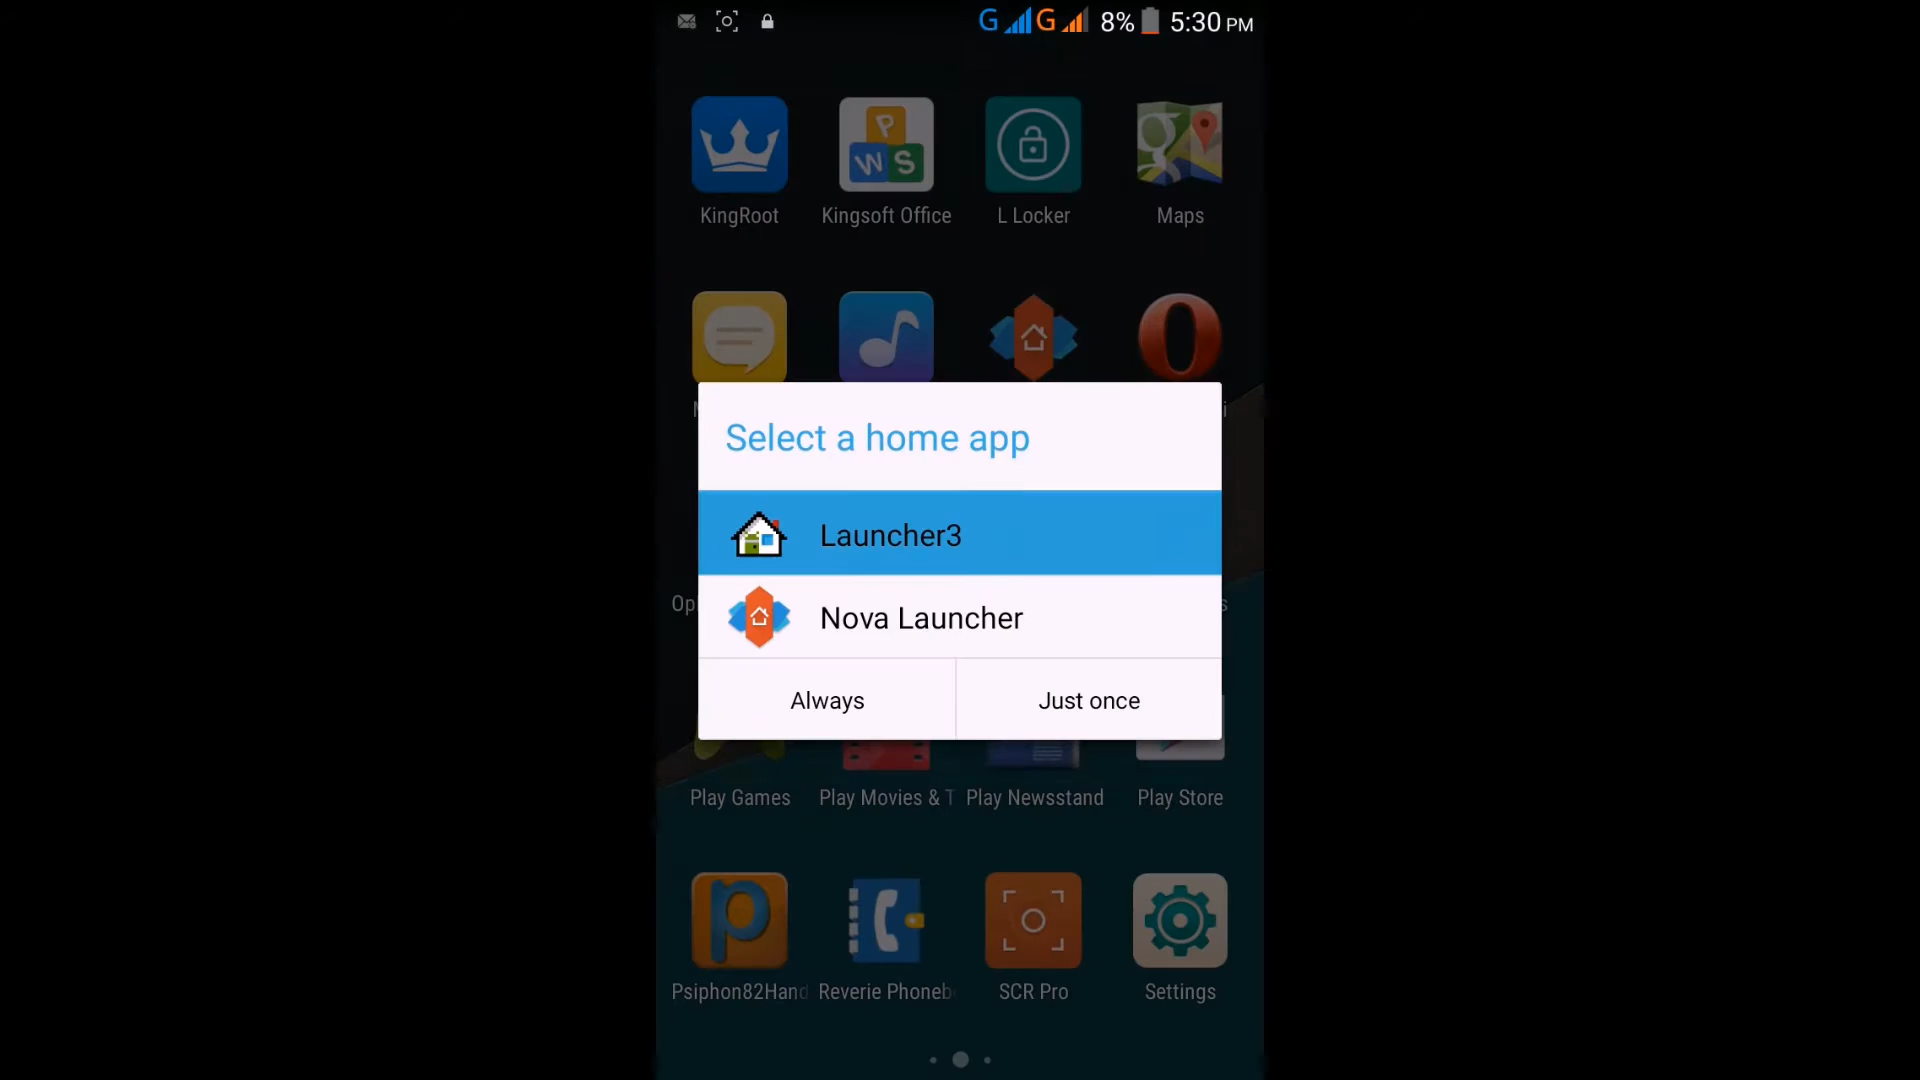 G G 8% 5:30 PM
P
W S
KingRoot Kingsoft Office L Locker Maps
Select a home app
Launcher3
Nova Launcher
Always Just once
Play Games Play Movies & T Play Newsstand Play Store
Psiphon82Hand Reverie Phoneb SCR Pro Settings